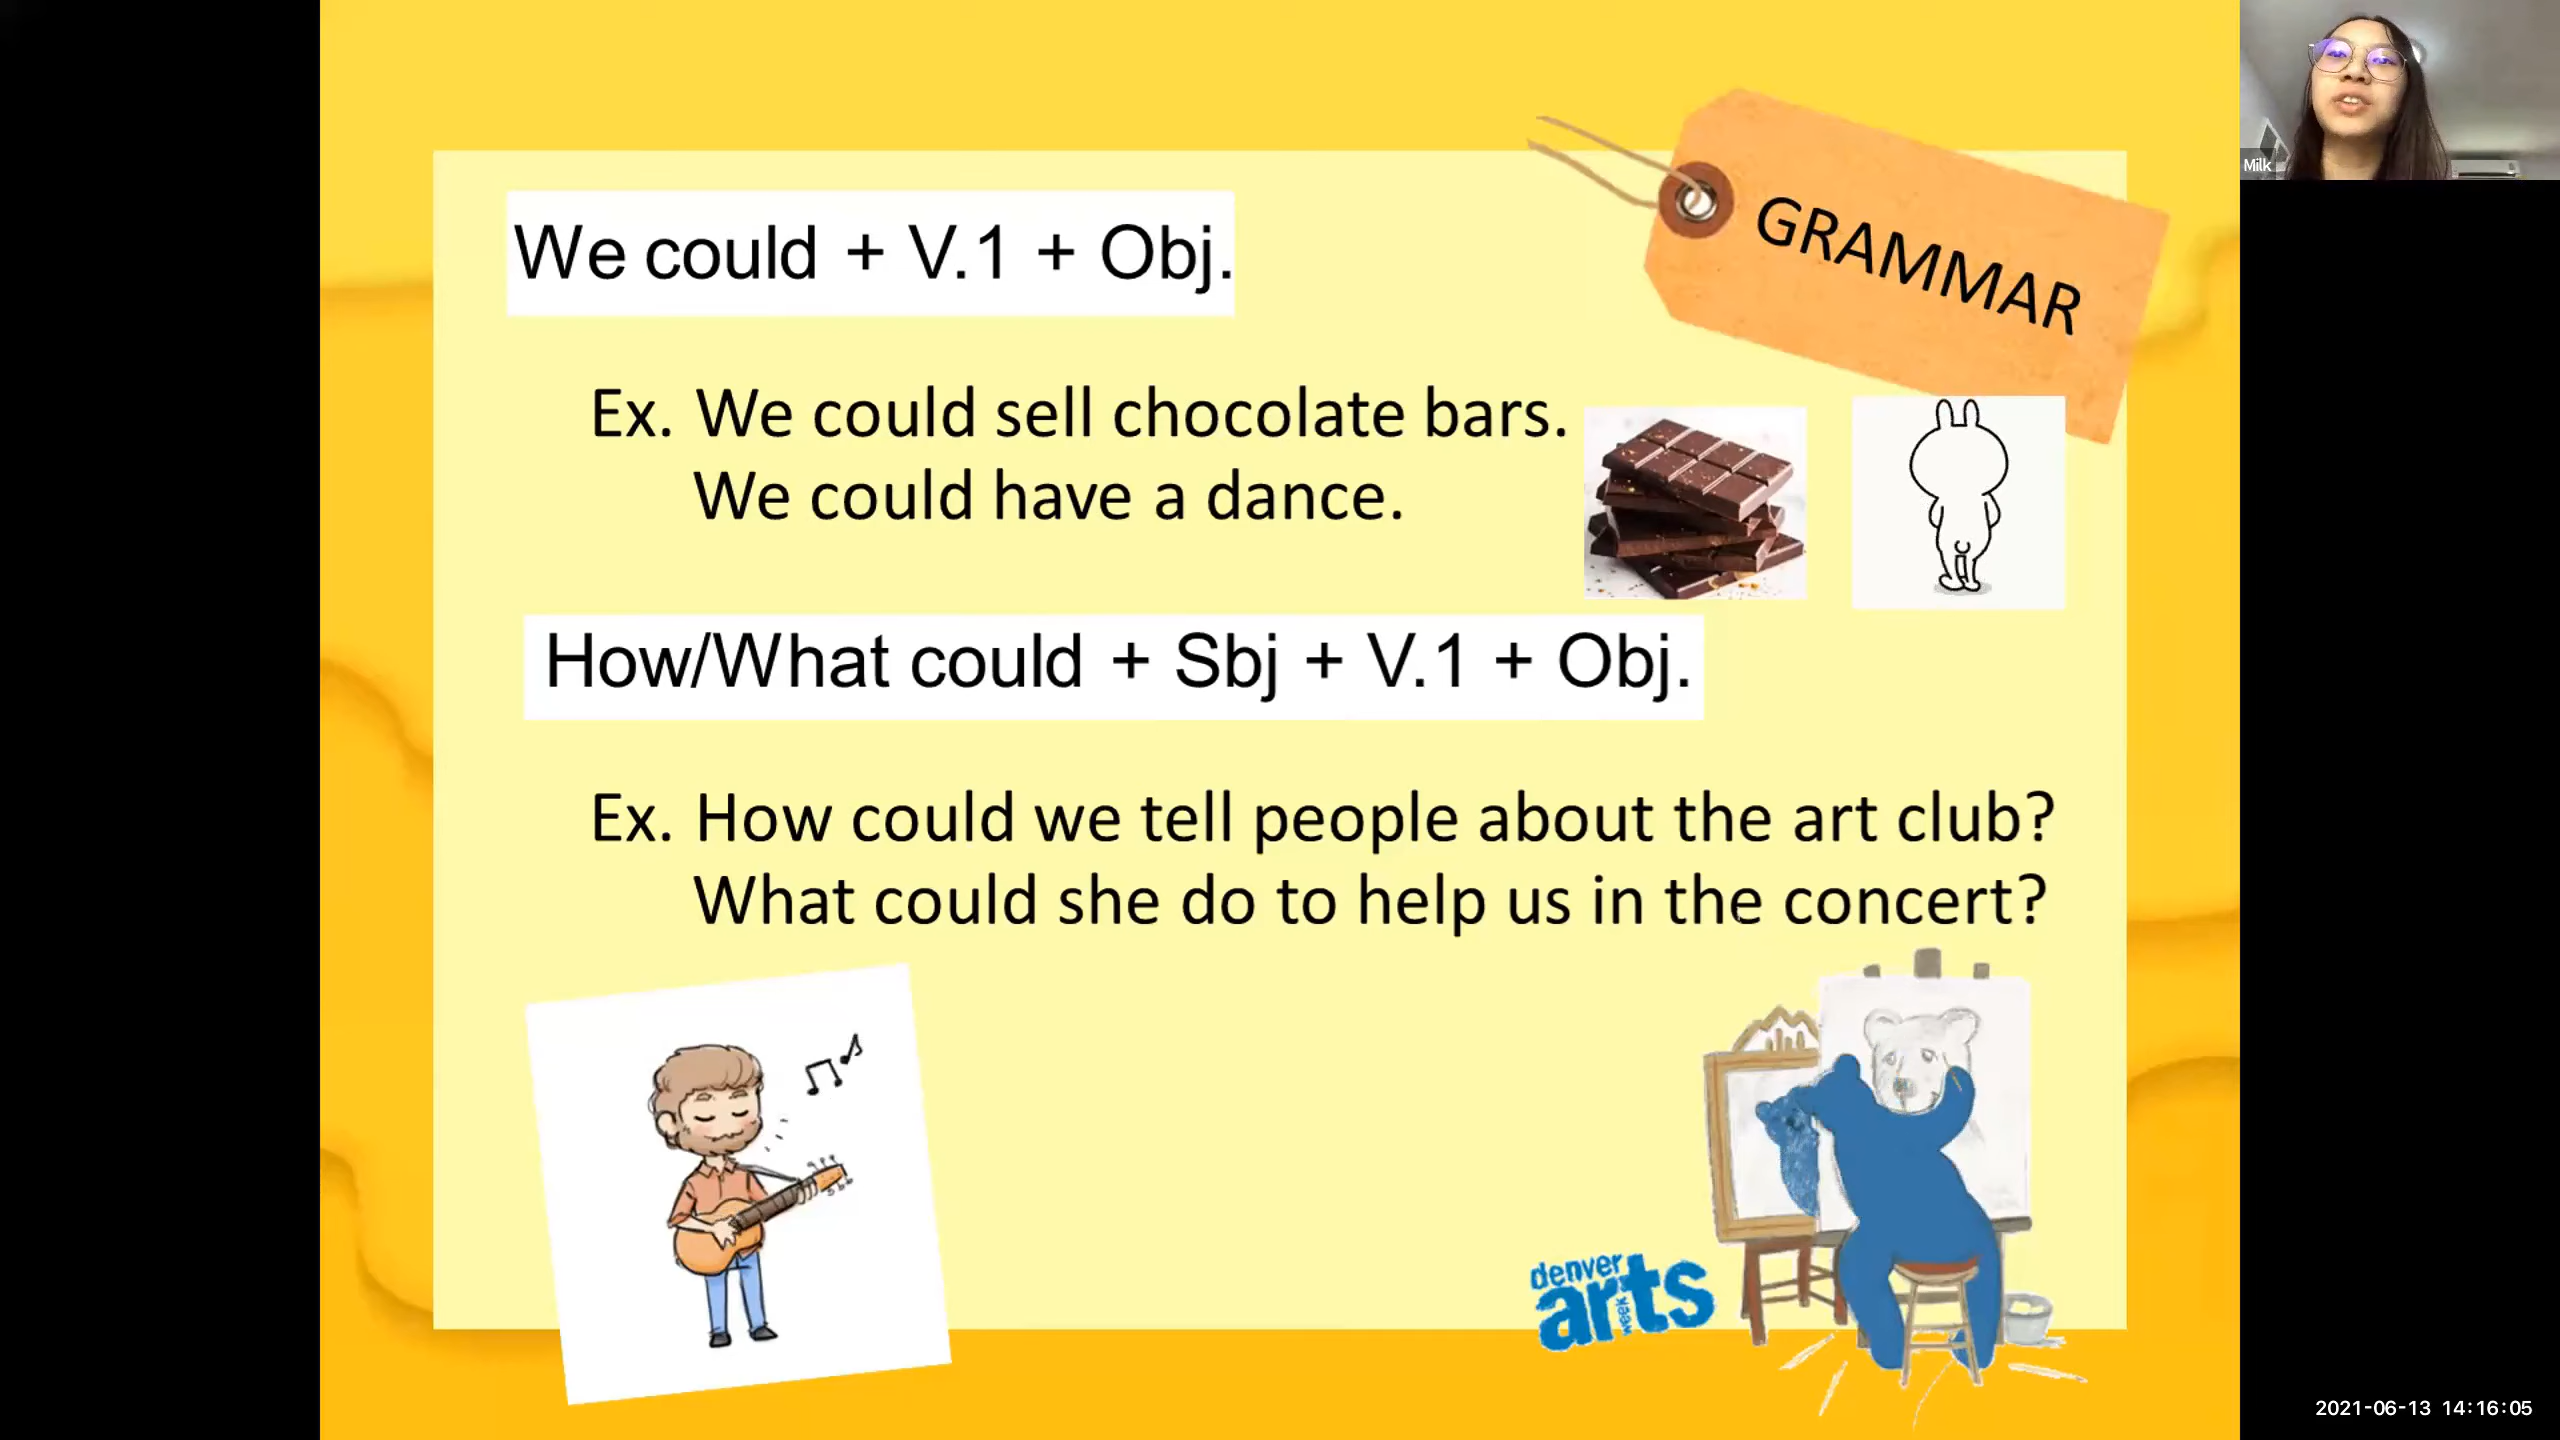 Milk
GRAMMAR
We could + V.1 + Obj.
Ex. We could sell chocolate bars.
We could have a dance.
How/What could + Sbj + V.1 + Obj.
Ex. How could we tell people about the art club?
What could she do to help us in the concert?
denver
arts
week
2021-06-13 14:16:05